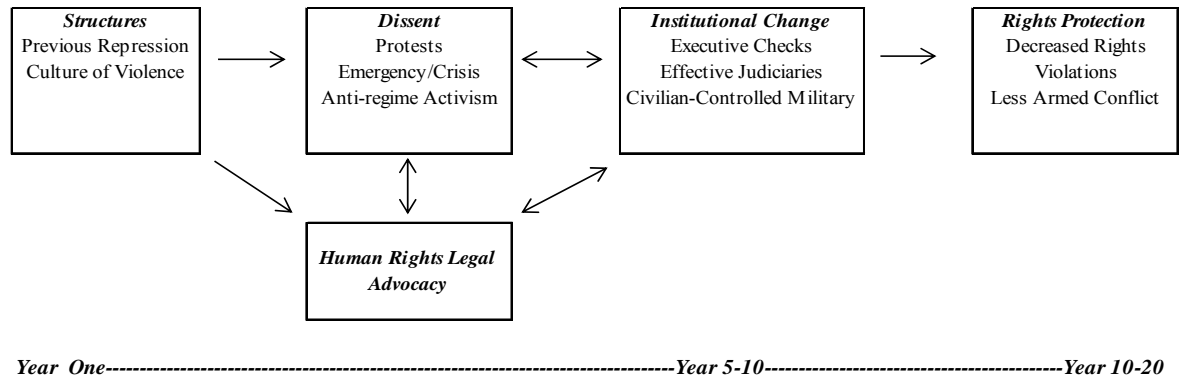 Structures
Previous Repression
Culture of Violence
Dissent
Protests
Emergency/Crisis
Anti-regime Activism
Institutional Change
Executive Checks
Effective Judiciaries
Civilian-Controlled Military
Rights Protection
Decreased Rights
Violations
Less Armed Conflict
Human Rights Legal
Advocacy
Year One-----------------------------------------------------------------------Year 5-10-------------------------------------Year 10-20